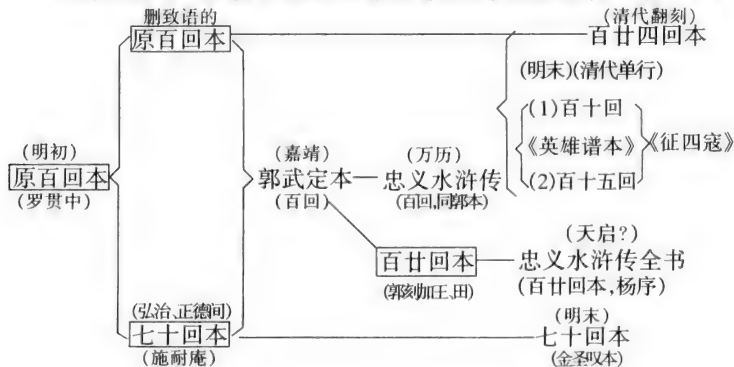 删致语的
原百回本
(清代翻刻)
百廿四回本
(明末)(清代单行)
(1)百十回
《英雄谱本》
《征四寇》
(2)百十五回
(明初)
原百回本
(罗贯中)
(嘉靖)
郭武定本
(百回)
(万历)
忠义水浒传
(百回,同郭本)
百廿回本
(郭刻加王、田)
(天启?)
忠义水浒传全书
(百廿回本,杨序)
(弘治、正德间)
七十回本
(施耐庵)
(明末)
七十回本
(金圣叹本)